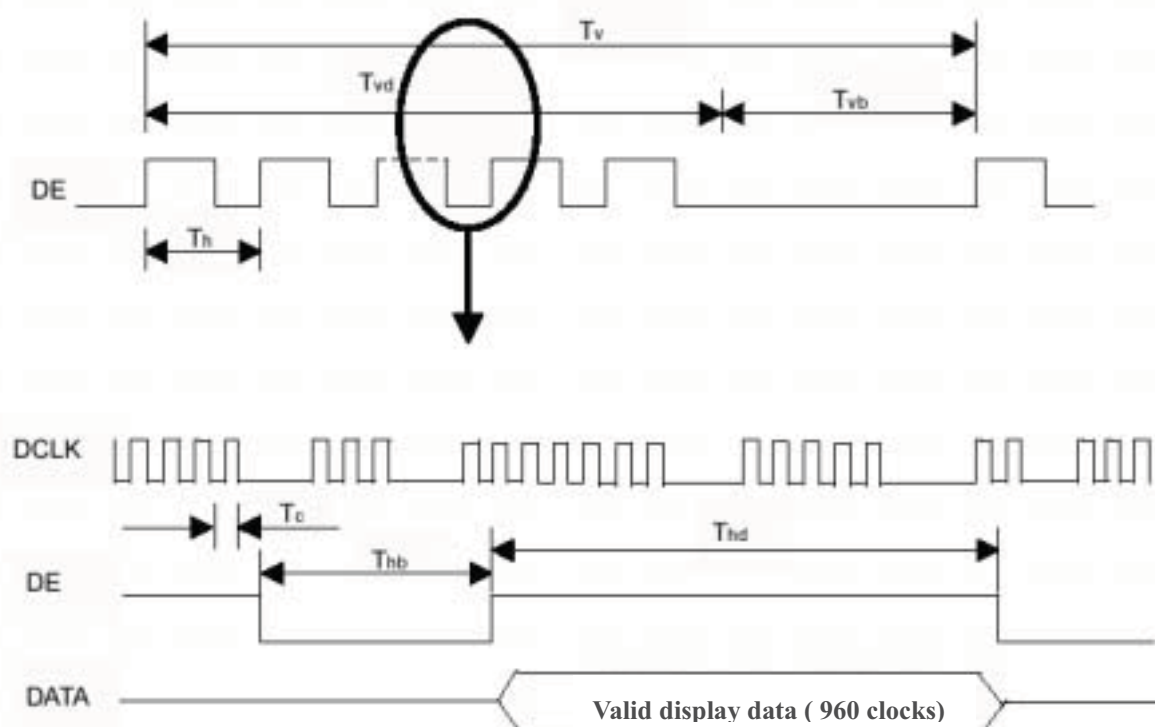 Tv
Tvd
Tvb
DE
Th
DCLK
Tc
Thd
Thb
DE
DATA
Valid display data ( 960 clocks)